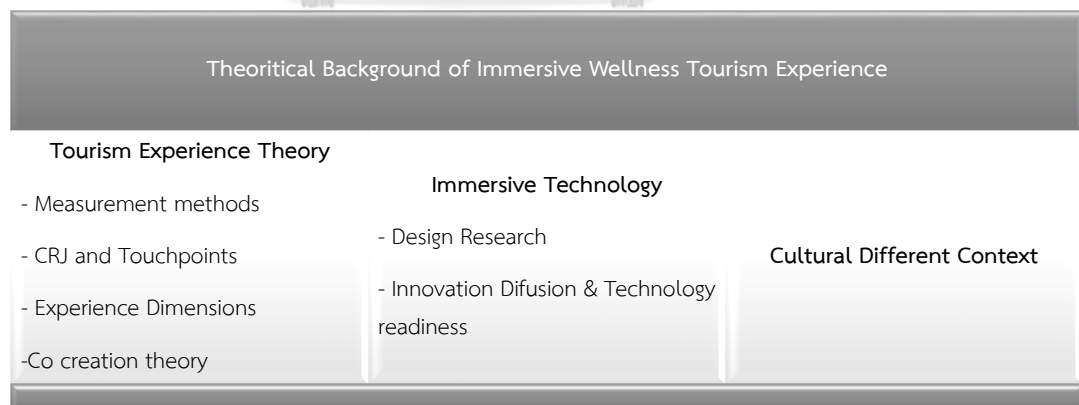 Theoritical Background of Immersive Wellness Tourism Experience
Tourism Experience Theory
- Measurement methods
- CRJ and Touchpoints
- Experience Dimensions
-Co creation theory
Immersive Technology
- Design Research
- Innovation Difusion & Technology
readiness
Cultural Different Context